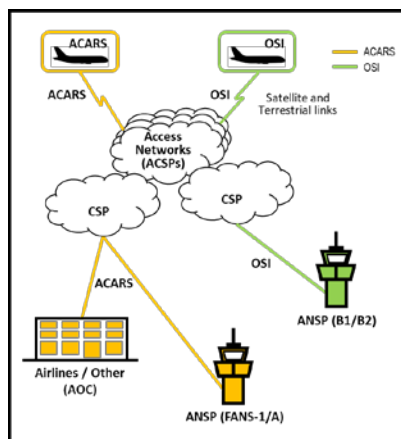 ACARS
OSI
ACARS
OSI
ACARS
OSI
Satellite and
Terrestrial links
Access
Networks
(ACSPs)
CSP
CSP
ACARS
OSI
ANSP (B1/B2)
Airlines / Other
(AOC)
ANSP (FANS-1/A)